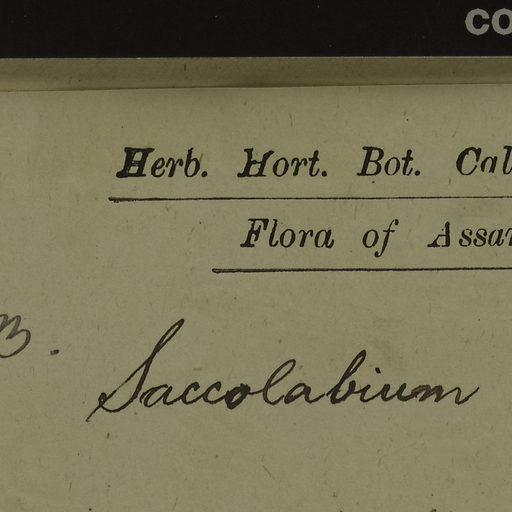 CO
Herb. Hort. Bot. Cal
Flora of Assa
Saccolabium